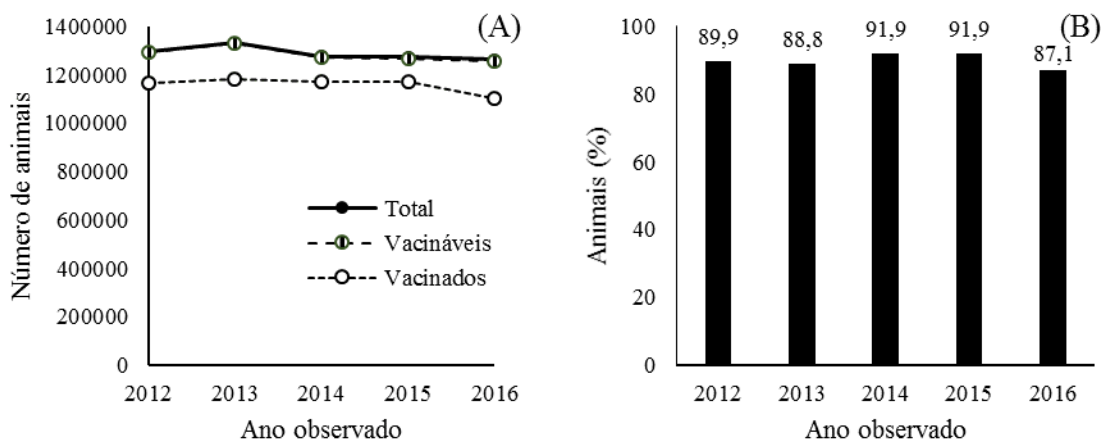 (A)
Número de animais
1400000
1200000
1000000
800000
600000
400000
200000
0
Total
Vacináveis
Vacinados
2012 2013 2014 2015 2016
Ano observado
(B)
Animais (%)
100
80
60
40
20
0
89,9 88,8 91,9 91,9 87,1
2012 2013 2014 2015 2016
Ano observado